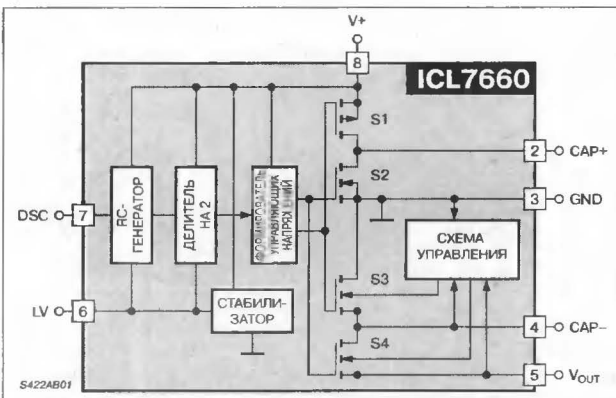 V+
8
ICL7660
S1
2
CAP+
S2
3
GND
DSC
7
RC-
ГЕНЕРАТОР
ДЕЛИТЕЛЬ
НА 2
ФОРМИРОВАТЕЛЬ
УПРАВЛЯЮЩИХ
НАПРЯЖЕНИЙ
СХЕМА
УПРАВЛЕНИЯ
S3
LV
6
СТАБИЛИ-
ЗАТОР
4
CAP–
S4
5
VOUT
S422AB01